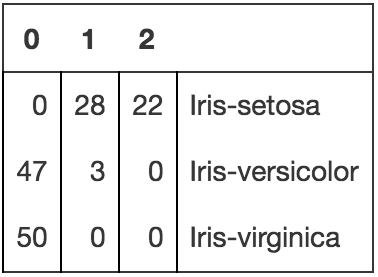 0 1 2
0 28 22 Iris-setosa
47 3 0 Iris-versicolor
50 0 0 Iris-virginica